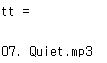 tt =
07. Quiet.mp3